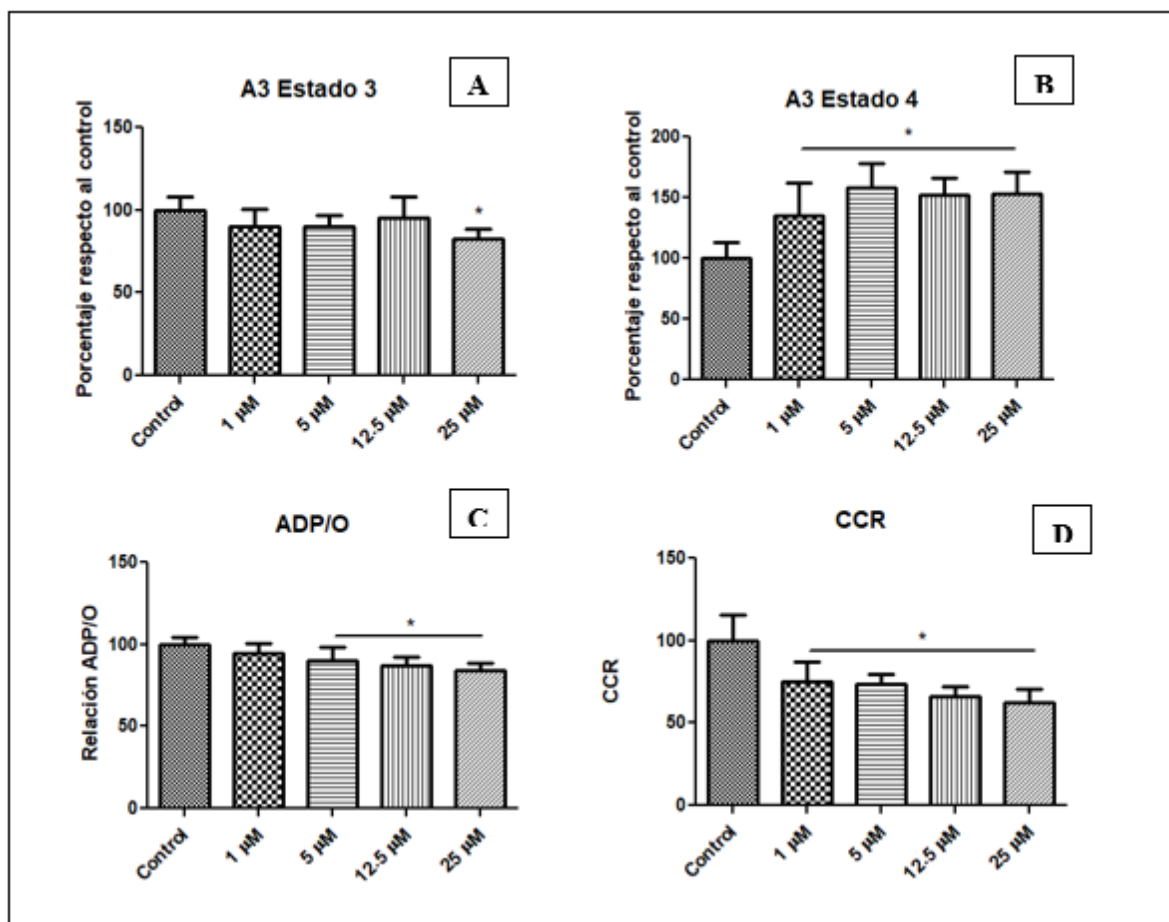 A
A3 Estado 3
Porcentaje respecto al control
150
100
50
0
*
Control
1 µM
5 µM
12.5 µM
25 µM
B
A3 Estado 4
Porcentaje respecto al control
200
150
100
50
0
*
Control
1 µM
5 µM
12.5 µM
25 µM
C
ADP/O
Relación ADP/O
150
100
50
0
*
Control
1 µM
5 µM
12.5 µM
25 µM
D
CCR
CCR
150
100
50
0
*
Control
1 µM
5 µM
12.5 µM
25 µM